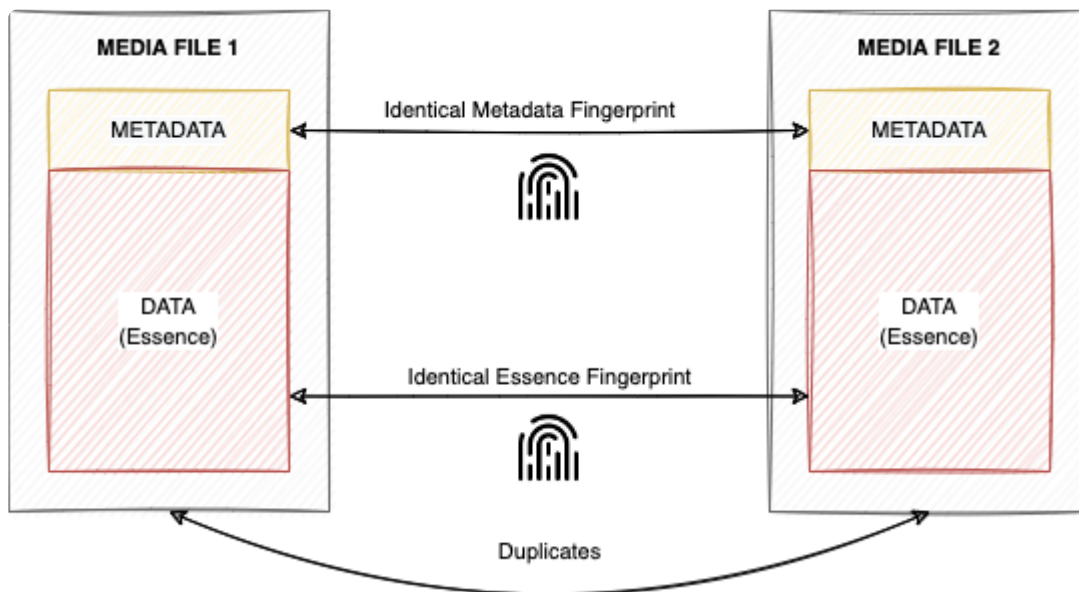 MEDIA FILE 1
MEDIA FILE 2
METADATA
Identical Metadata Fingerprint
METADATA
DATA
(Essence)
DATA
(Essence)
Identical Essence Fingerprint
Duplicates